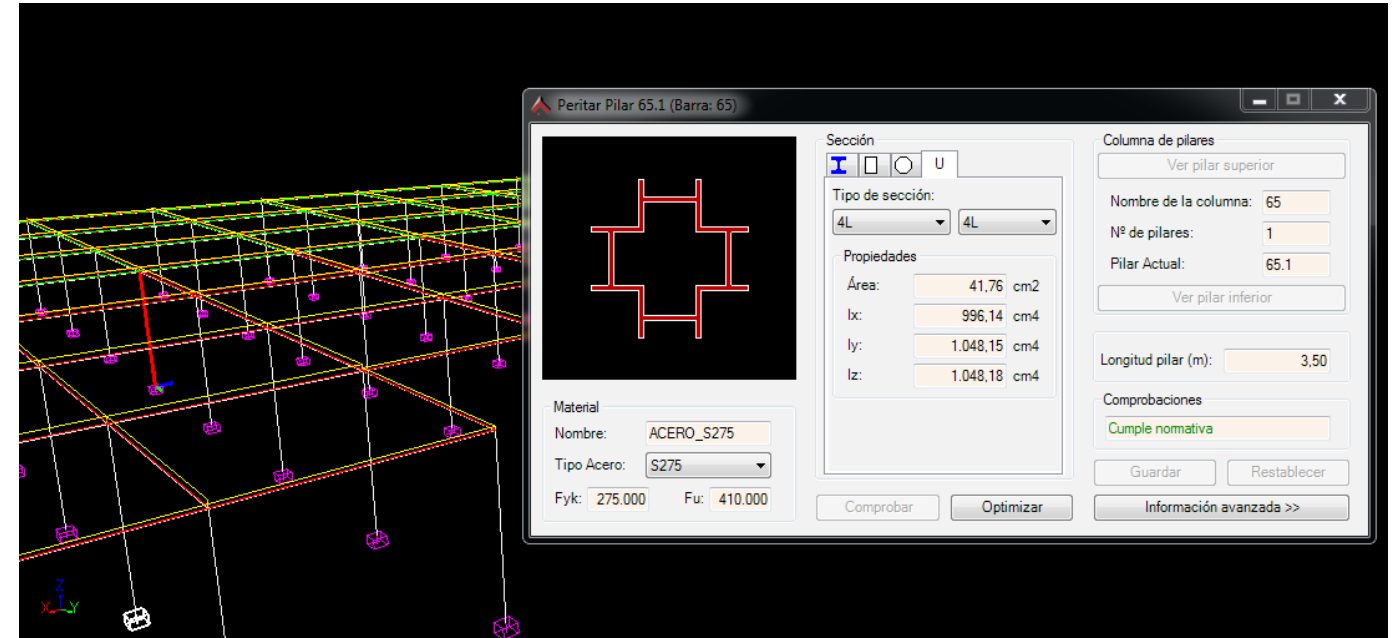 Peritar Pilar 65.1 (Barra: 65)
Sección
U
Tipo de sección:
4L 4L
Propiedades
Área: 41,76 cm2
Ix: 996,14 cm4
Iy: 1.048,15 cm4
Iz: 1.048,18 cm4
Material
Nombre: ACERO_S275
Tipo Acero: S275
Fyk: 275.000 Fu: 410.000
Comprobar Optimizar
Columna de pilares
Ver pilar superior
Nombre de la columna: 65
Nº de pilares: 1
Pilar Actual: 65.1
Ver pilar inferior
Longitud pilar (m): 3,50
Comprobaciones
Cumple normativa
Guardar Restablecer
Información avanzada >>
Z
X Y